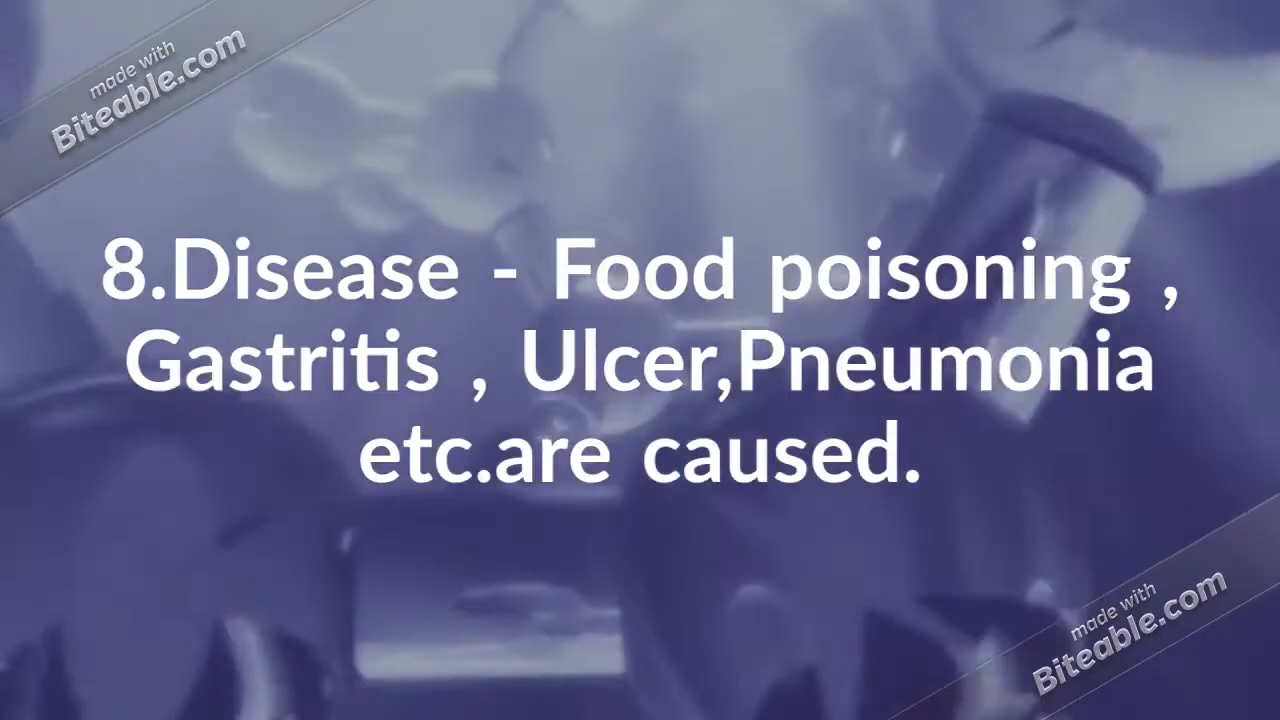 made with
Biteable.com
8.Disease - Food poisoning ,
Gastritis , Ulcer,Pneumonia
etc.are caused.
made with
Biteable.com